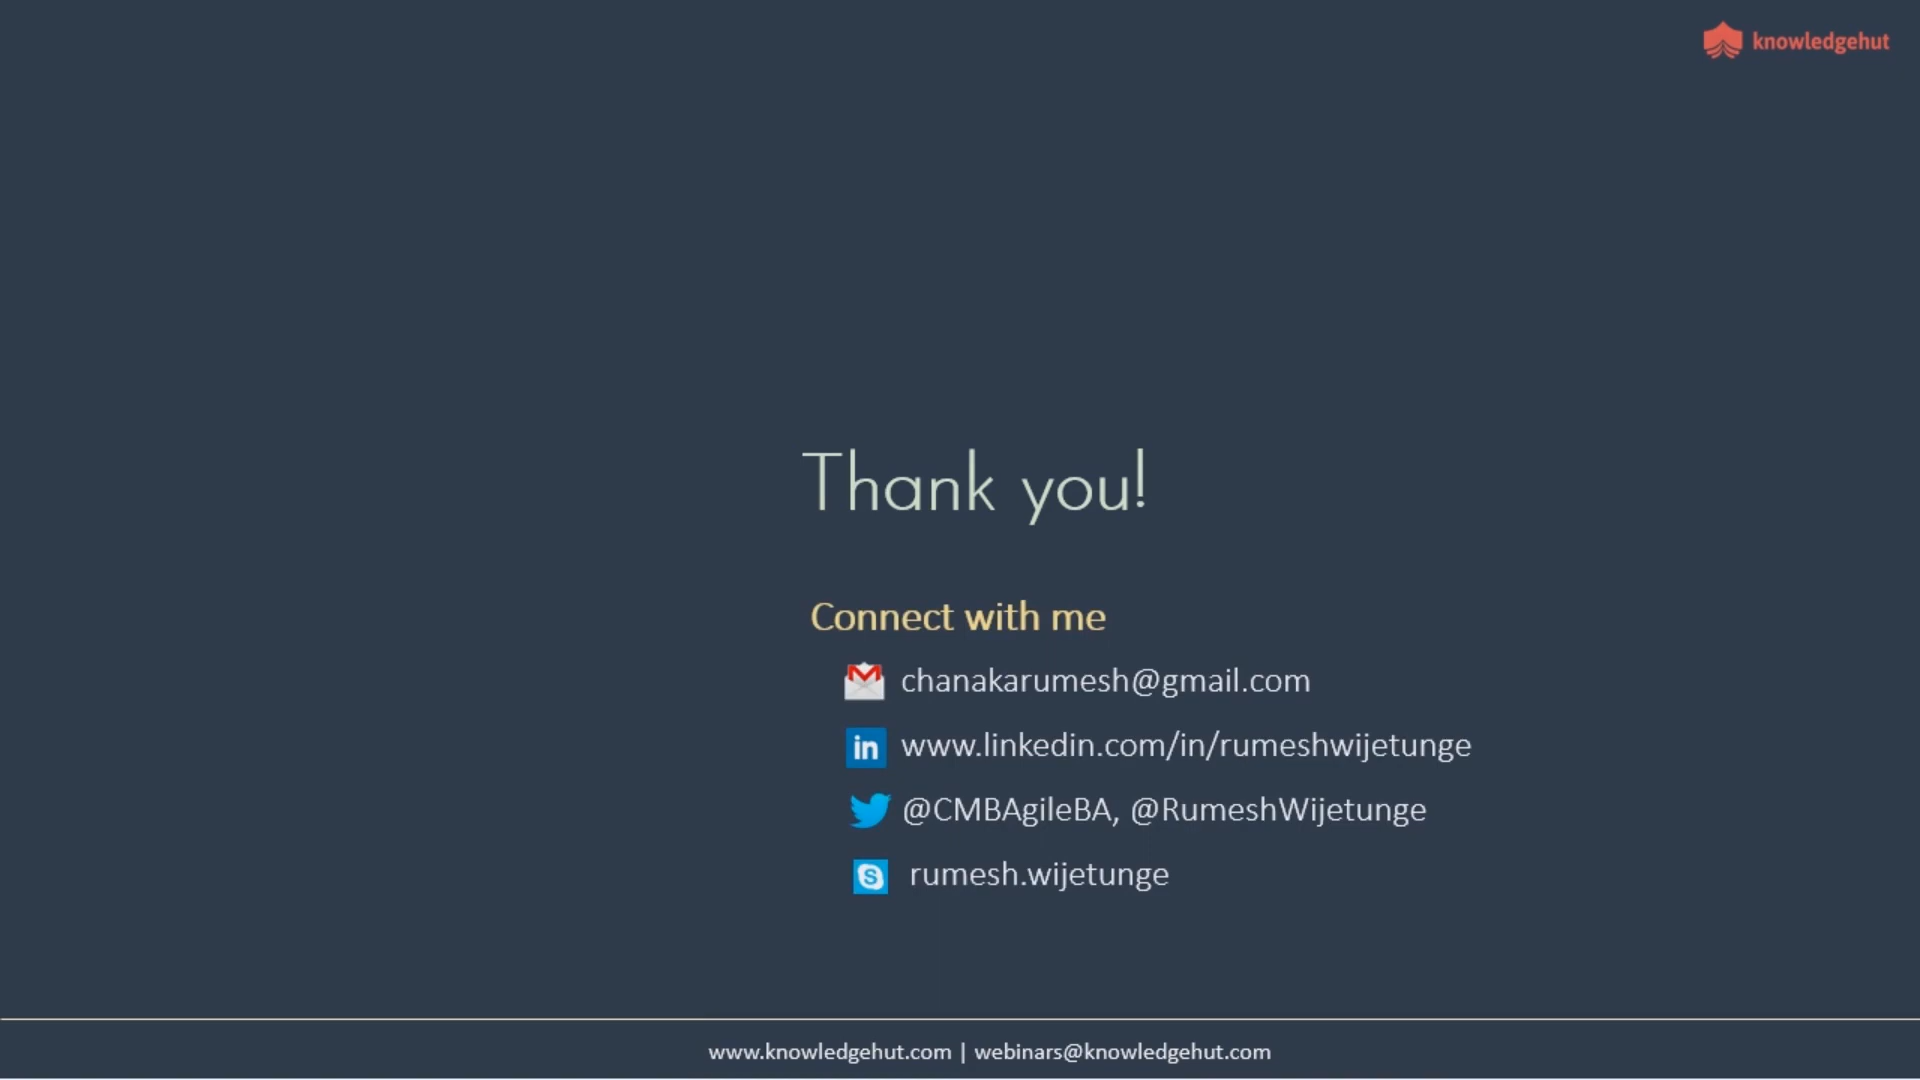 knowledgehut
Thank you!
Connect with me
chanakarumesh@gmail.com
in www.linkedin.com/in/rumeshwijetunge
@CMBAgileBA, @RumeshWijetunge
rumesh.wijetunge
www.knowledgehut.com | webinars@knowledgehut.com